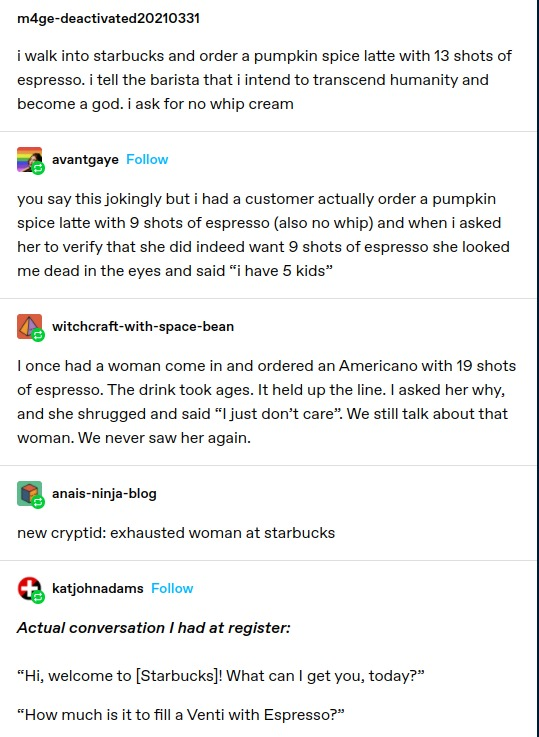 m4ge-deactivated20210331
i walk into starbucks and order a pumpkin spice latte with 13 shots of
espresso. i tell the barista that i intend to transcend humanity and
become a god. i ask for no whip cream
avantgaye Follow
you say this jokingly but i had a customer actually order a pumpkin
spice latte with 9 shots of espresso (also no whip) and when i asked
her to verify that she did indeed want 9 shots of espresso she looked
me dead in the eyes and said “i have 5 kids”
witchcraft-with-space-bean
I once had a woman come in and ordered an Americano with 19 shots
of espresso. The drink took ages. It held up the line. I asked her why,
and she shrugged and said “I just don’t care”. We still talk about that
woman. We never saw her again.
anais-ninja-blog
new cryptid: exhausted woman at starbucks
katjohnadams Follow
Actual conversation I had at register:
“Hi, welcome to [Starbucks]! What can I get you, today?”
“How much is it to fill a Venti with Espresso?”